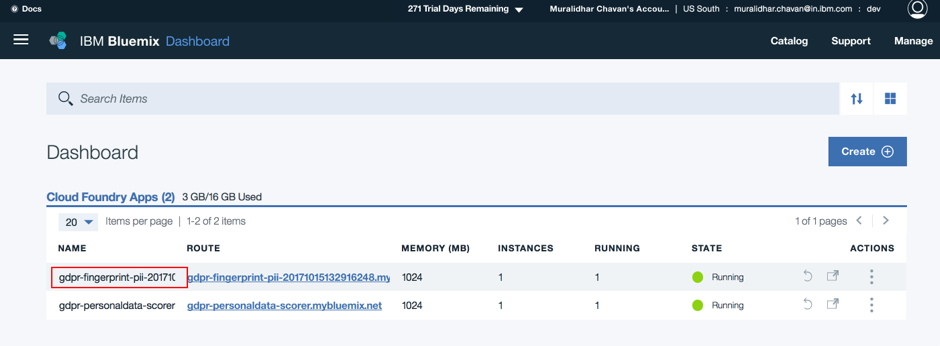 Docs
271 Trial Days Remaining
Muralidhar Chavan's Accou... | US South : muralidhar.chavan@in.ibm.com : dev
IBM Bluemix Dashboard
Catalog Support Manage
Search Items
Dashboard
Create
Cloud Foundry Apps (2) 3 GB/16 GB Used
20 Items per page | 1-2 of 2 items
1 of 1 pages
NAME ROUTE MEMORY (MB) INSTANCES RUNNING STATE ACTIONS
gdpr-fingerprint-pii-20171 gdpr-fingerprint-pii-20171015132916248.my 1024 1 1 Running
gdpr-personaldata-scorer gdpr-personaldata-scorer.mybluemix.net 1024 1 1 Running